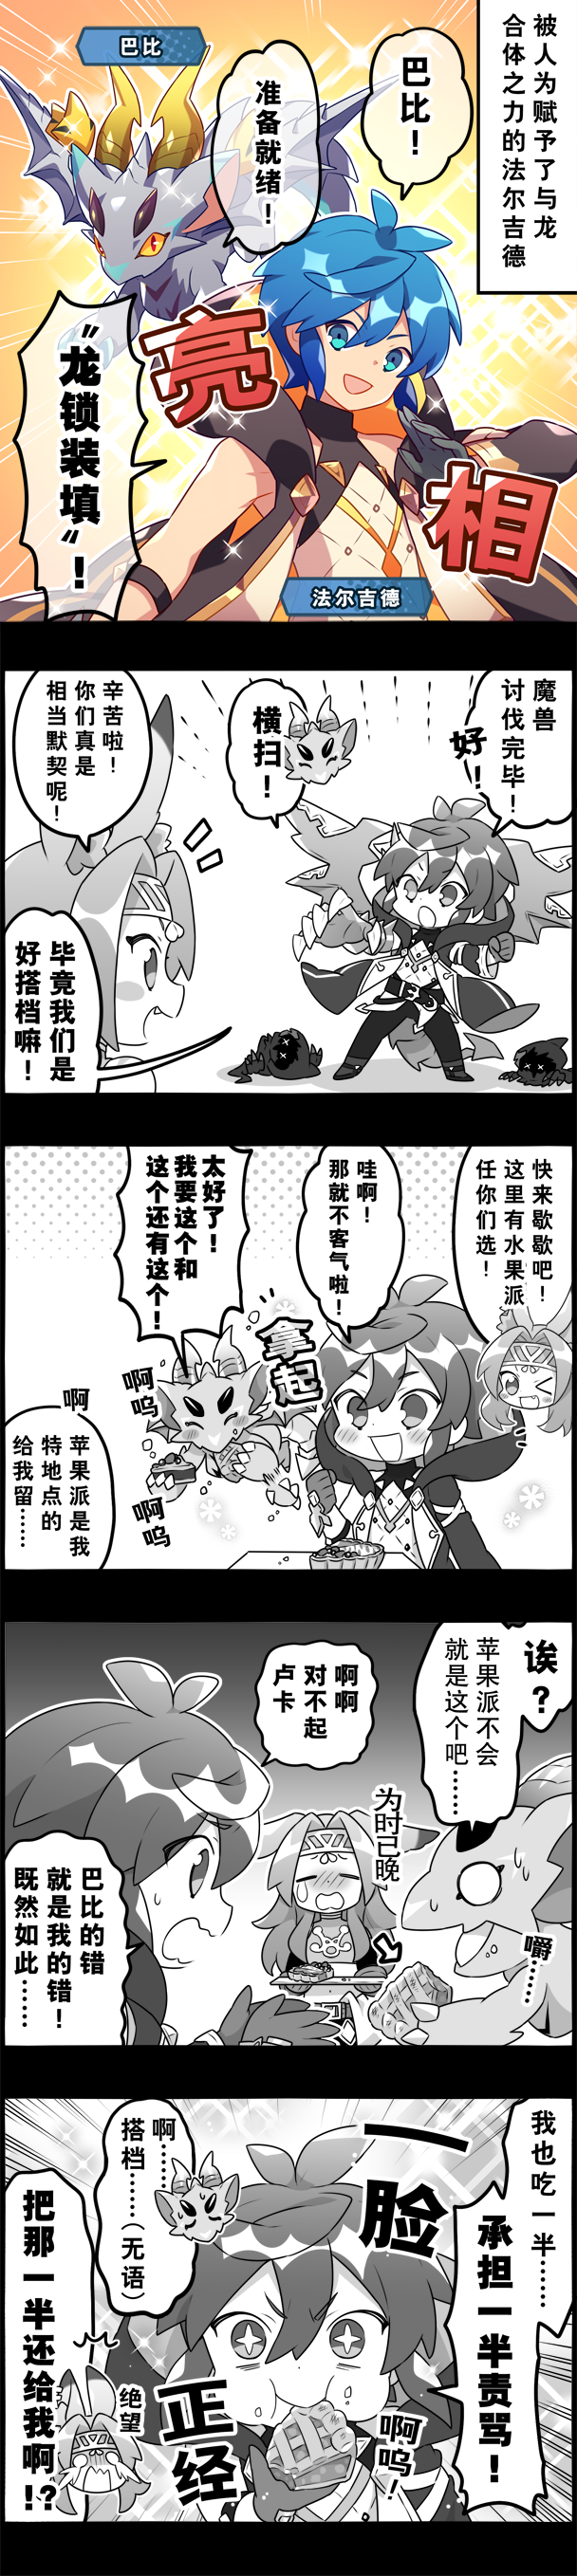 被人为赋予了与龙
合体之力的法尔吉德
巴比！
准备就绪！
巴比
亮
相
“龙锁装填”！
法尔吉德
魔兽
讨伐完毕！
好！
横扫！
辛苦啦！
你们真是
相当默契呢！
毕竟我们是
好搭档嘛！
快来歇歇吧！
这里有水果派
任你们选！
哇啊！
那就不客气啦！
拿起
太好了！
我要这个和
这个还有这个！
啊呜
啊呜
啊
苹果派是我
特地点的
给我留……
诶？
苹果派不会
就是这个吧……
嚼……
为时已晚
啊啊
对不起
卢卡
巴比的错
就是我的错！
既然如此……
我也吃一半……
承担一半责骂！
一脸
正经
啊呜！
啊……
搭档……（无语）
把那一半还给我啊！？
绝望